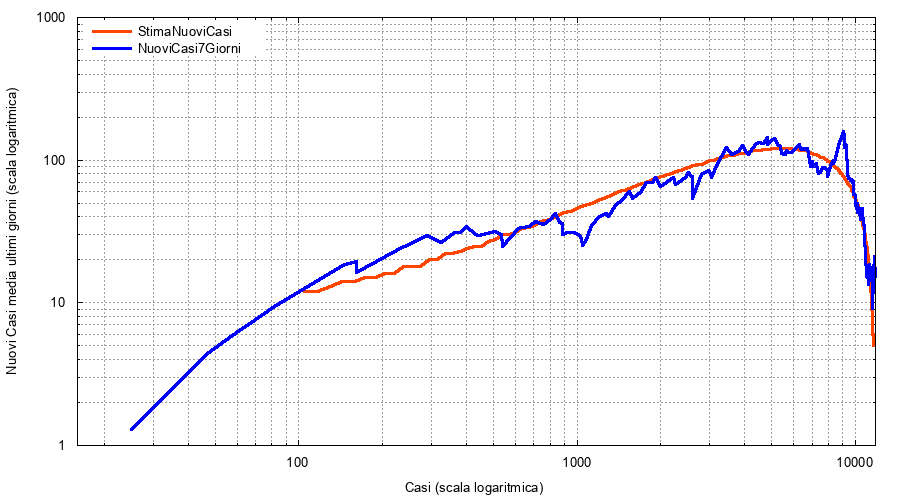 1000
StimaNuoviCasi
NuoviCasi7Giorni
Nuovi Casi media ultimi giorni (scala logaritmica)
100
10
1
100
1000
10000
Casi (scala logaritmica)